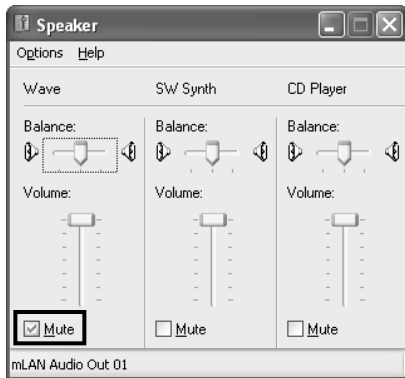 Speaker
Options Help
Wave SW Synth CD Player
Balance: Balance: Balance:
Volume: Volume: Volume:
Mute Mute Mute
mLAN Audio Out 01